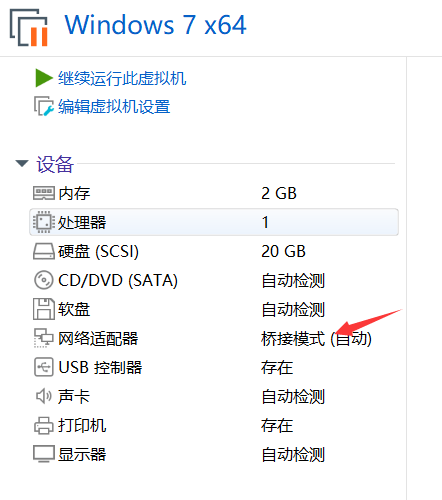 Windows 7 x64
继续运行此虚拟机
编辑虚拟机设置
设备
内存 2 GB
处理器 1
硬盘 (SCSI) 20 GB
CD/DVD (SATA) 自动检测
软盘 自动检测
网络适配器 桥接模式 (自动)
USB 控制器 存在
声卡 自动检测
打印机 存在
显示器 自动检测